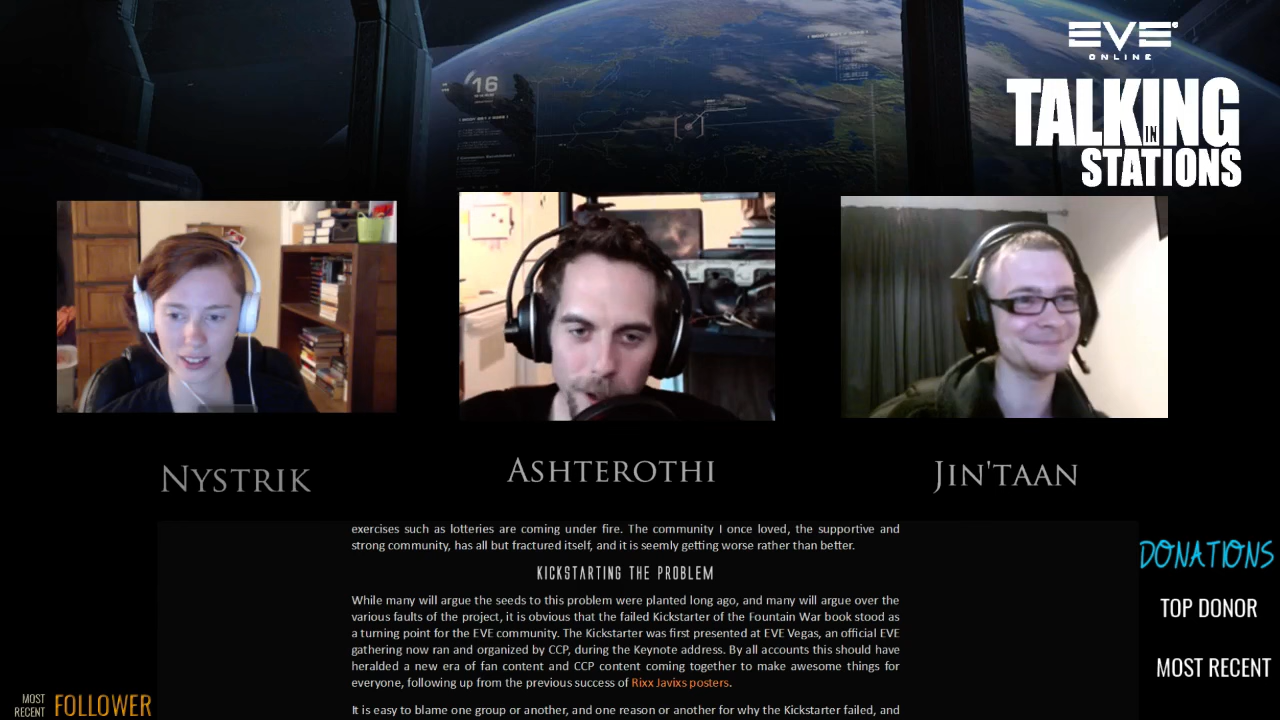 EVE
ONLINE
TALKING
IN
STATIONS
16
NYSTRIK
ASHTEROTHI
JIN'TAAN
exercises such as lotteries are coming under fire. The community I once loved, the supportive and
strong community, has all but fractured itself, and it is seemly getting worse rather than better.
KICKSTARTING THE PROBLEM
While many will argue the seeds to this problem were planted long ago, and many will argue over the
various faults of the project, it is obvious that the failed Kickstarter of the Fountain War book stood as
a turning point for the EVE community. The Kickstarter was first presented at EVE Vegas, an official EVE
gathering now ran and organized by CCP, during the Keynote address. By all accounts this should have
heralded a new era of fan content and CCP content coming together to make awesome things for
everyone, following up from the previous success of Rixx Javixs posters.
It is easy to blame one group or another, and one reason or another for why the Kickstarter failed, and
DONATIONS
TOP DONOR
MOST RECENT
MOST
RECENT
FOLLOWER